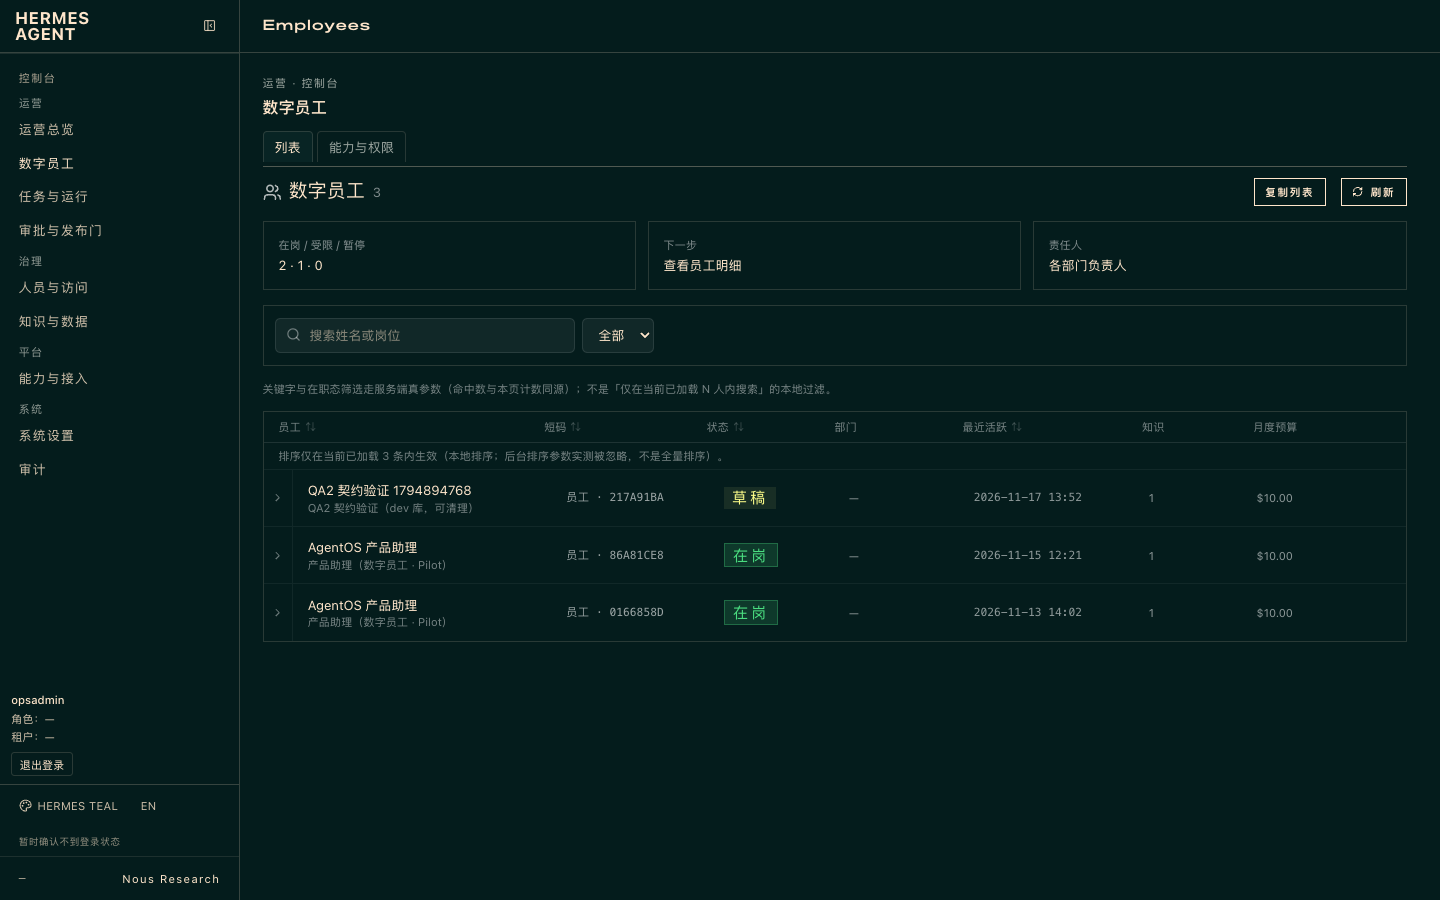 HERMES
AGENT
控制台
运营
运营总览
数字员工
任务与运行
审批与发布门
治理
人员与访问
知识与数据
平台
能力与接入
系统
系统设置
审计
opsadmin
角色：—
租户：—
退出登录
HERMES TEAL EN
暂时确认不到登录状态
— Nous Research
Employees
运营 · 控制台
数字员工
列表 能力与权限
数字员工 3
复制列表 刷新
在岗 / 受限 / 暂停
2 · 1 · 0
下一步
查看员工明细
责任人
各部门负责人
搜索姓名或岗位 全部
关键字与在职态筛选走服务端真参数（命中数与本页计数同源）；不是「仅在当前已加载 N 人内搜索」的本地过滤。
员工 短码 状态 部门 最近活跃 知识 月度预算
排序仅在当前已加载 3 条内生效（本地排序；后台排序参数实测被忽略，不是全量排序）。
QA2 契约验证 1794894768
QA2 契约验证（dev 库，可清理）
员工 · 217A91BA 草稿 — 2026-11-17 13:52 1 $10.00
AgentOS 产品助理
产品助理（数字员工 · Pilot）
员工 · 86A81CE8 在岗 — 2026-11-15 12:21 1 $10.00
AgentOS 产品助理
产品助理（数字员工 · Pilot）
员工 · 0166858D 在岗 — 2026-11-13 14:02 1 $10.00